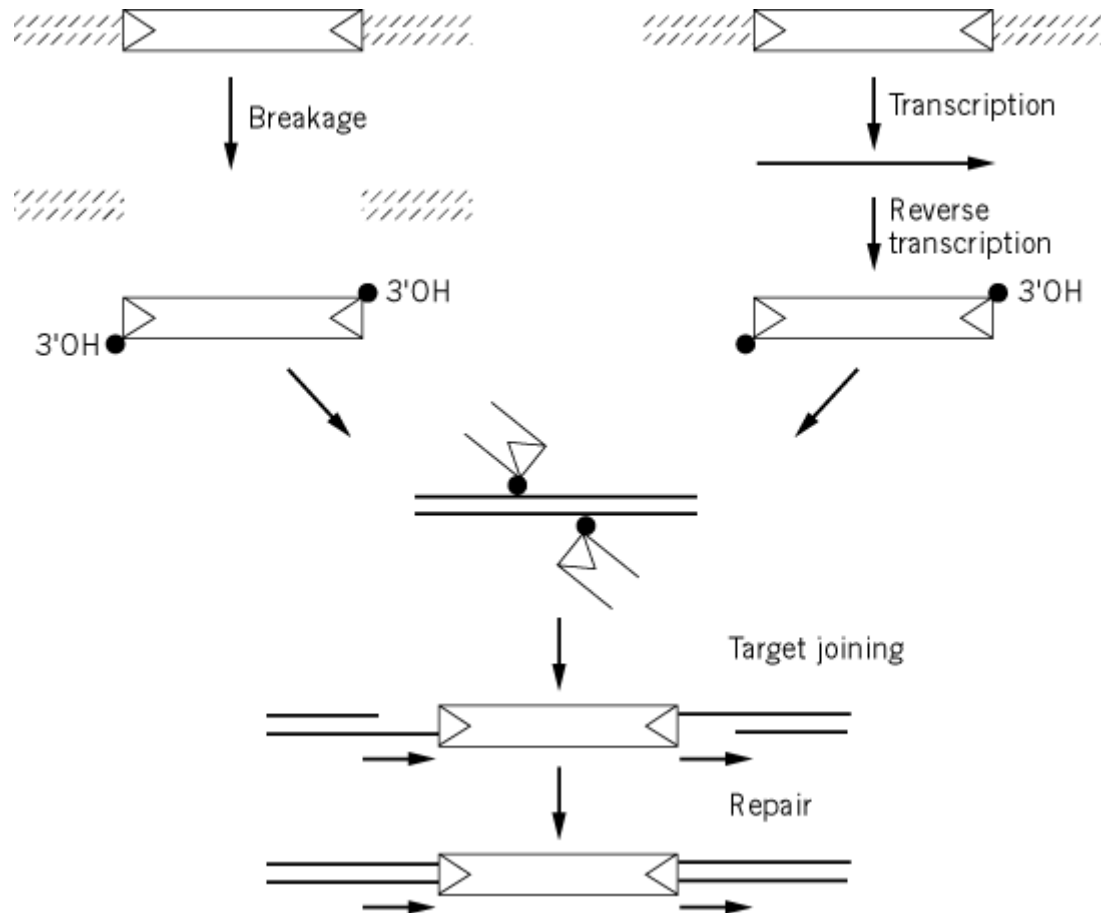 Breakage
Transcription
Reverse
transcription
3'OH
3'OH
3'OH
Target joining
Repair